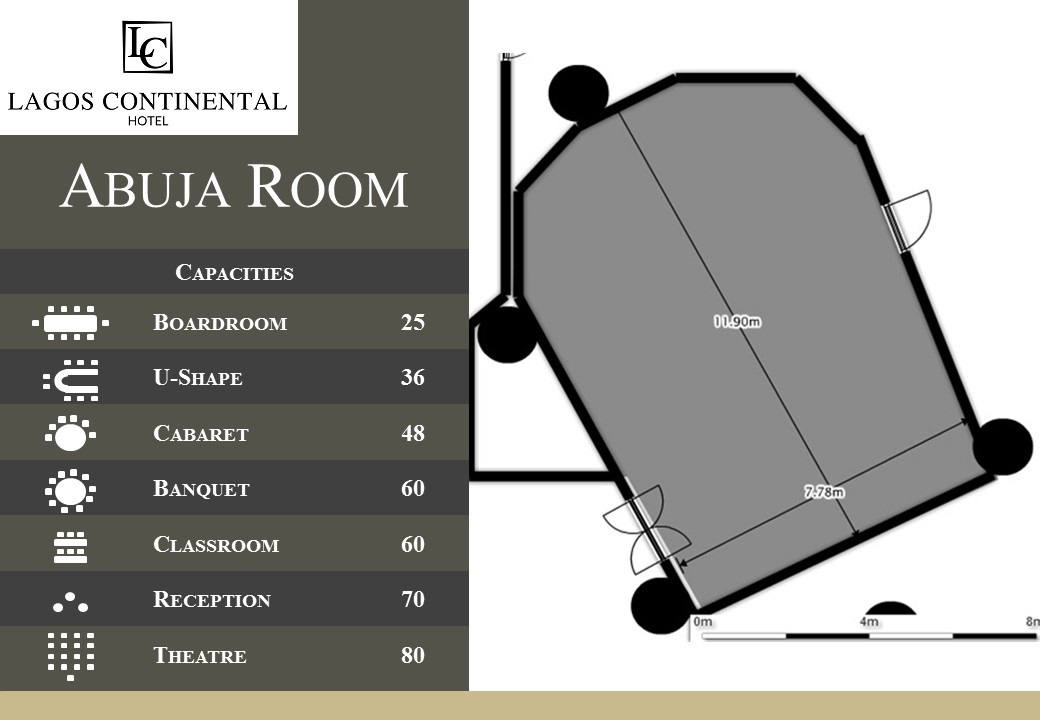 LC
LAGOS CONTINENTAL
HOTEL
ABUJA ROOM
CAPACITIES
BOARDROOM 25
U-SHAPE 36
CABARET 48
BANQUET 60
CLASSROOM 60
RECEPTION 70
THEATRE 80
11.90m
7.78m
0m 4m 8m